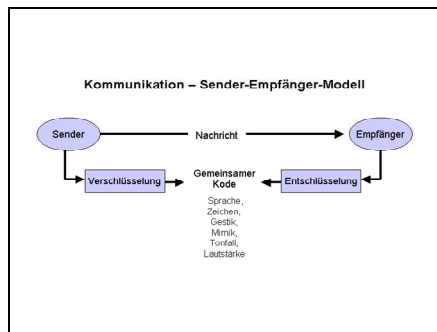 Kommunikation – Sender-Empfänger-Modell
Sender
Nachricht
Empfänger
Verschlüsselung
Gemeinsamer
Kode
Entschlüsselung
Sprache,
Zeichen,
Gestik,
Mimik,
Tonfall,
Lautstärke